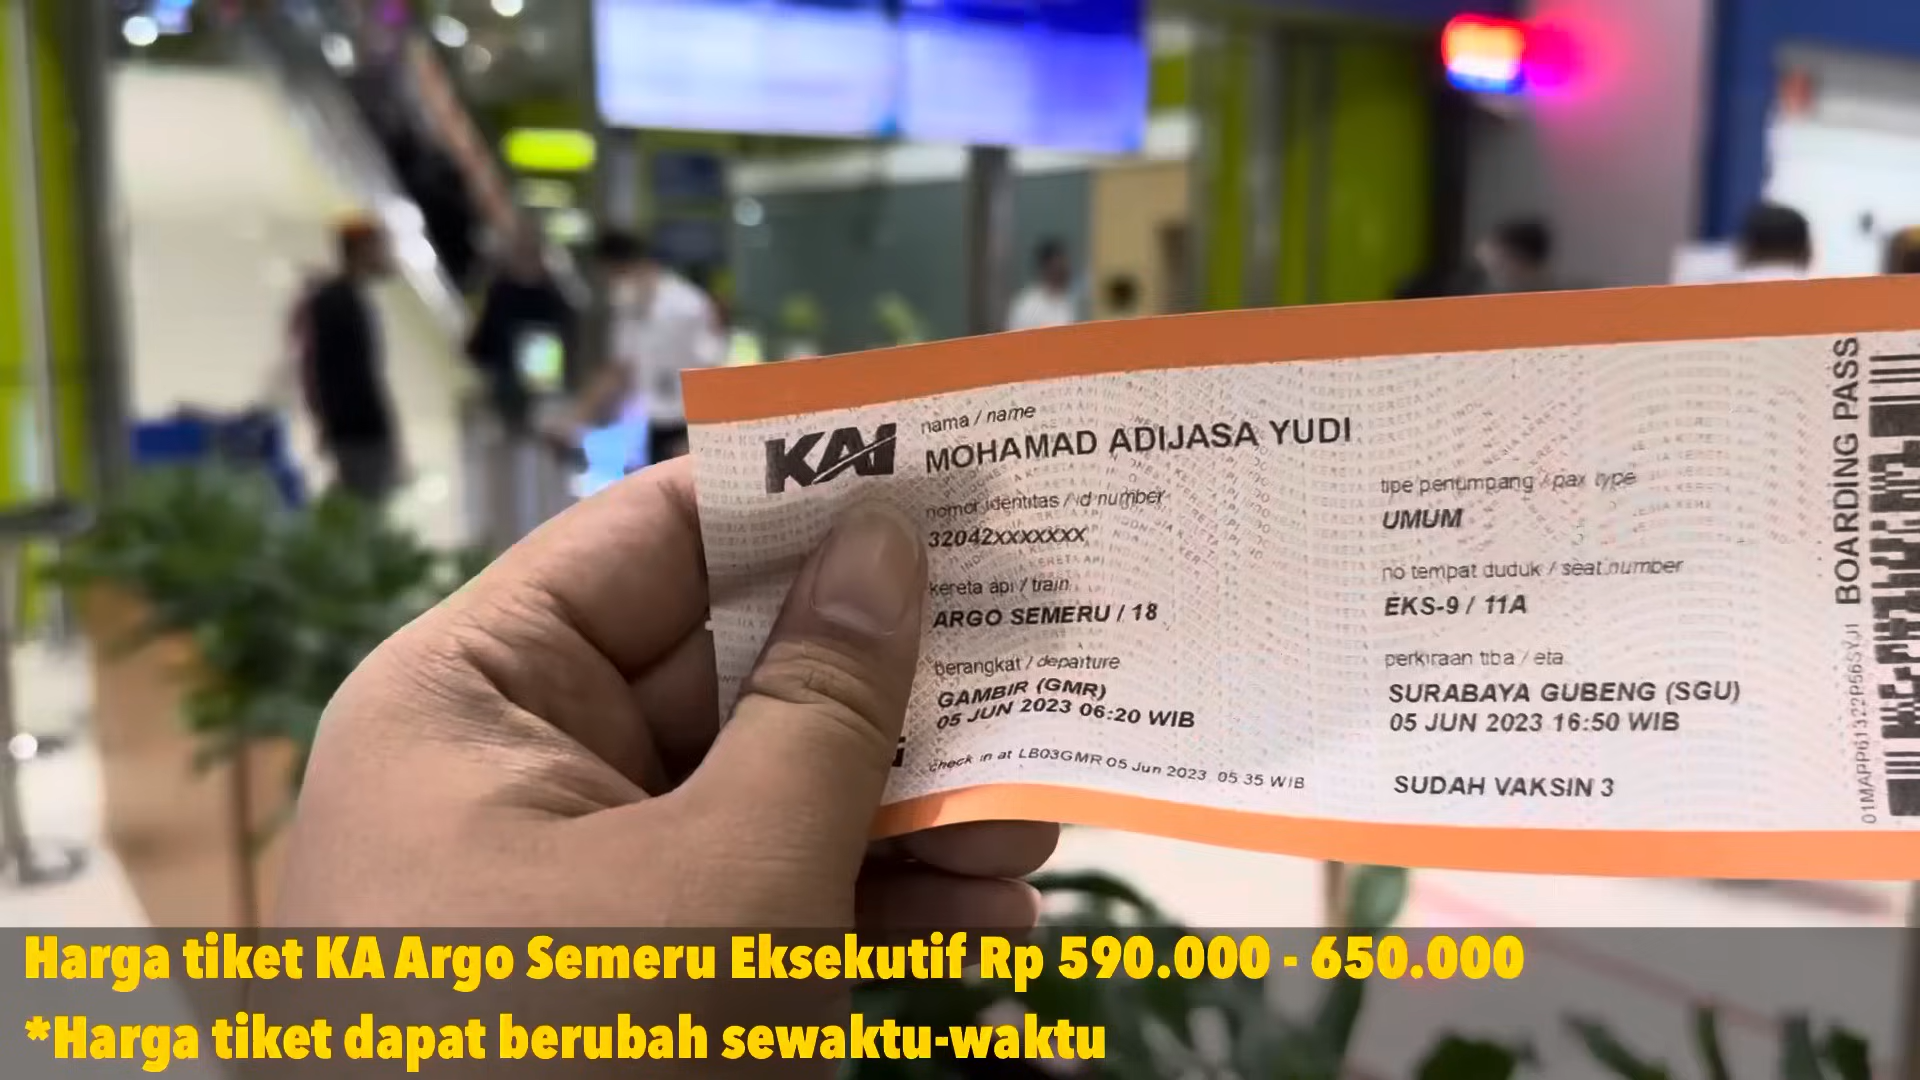 KAI
nama / name
MOHAMAD ADIJASA YUDI
nomor identitas / id number
32042xxxxxxx
kereta api / train
ARGO SEMERU / 18
berangkat / departure
GAMBIR (GMR)
05 JUN 2023 06:20 WIB
check in at LB03GMR 05 Jun 2023 05:35 WIB
tipe penumpang / pax type
UMUM
no tempat duduk / seat number
EKS-9 / 11A
perkiraan tiba / eta
SURABAYA GUBENG (SGU)
05 JUN 2023 16:50 WIB
SUDAH VAKSIN 3
BOARDING PASS
Harga tiket KA Argo Semeru Eksekutif Rp 590.000 - 650.000
*Harga tiket dapat berubah sewaktu-waktu